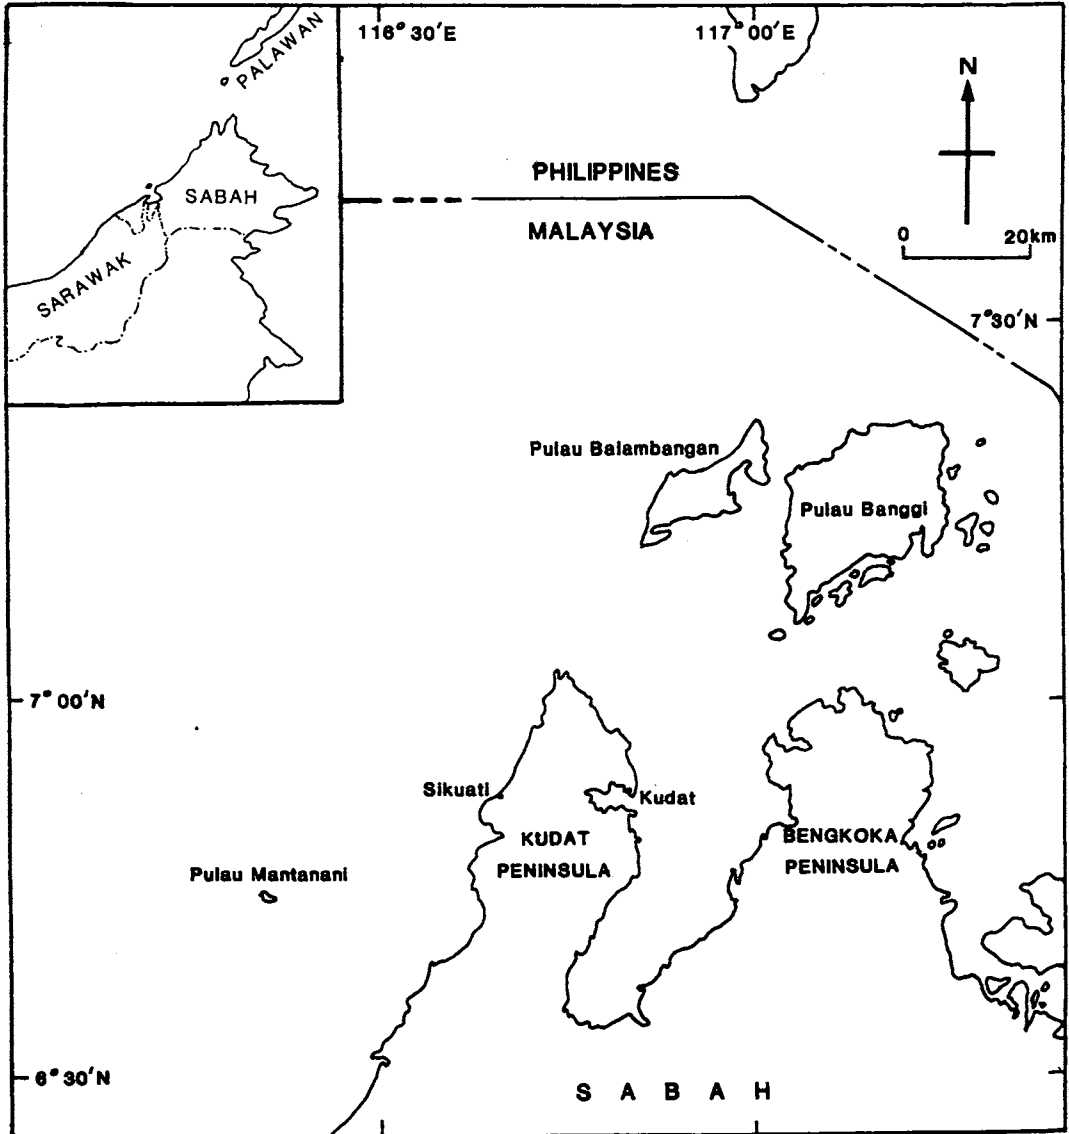 116°30'E
117°00'E
PALAWAN
N
PHILIPPINES
SABAH
MALAYSIA
0 20km
SARAWAK
7°30'N
Pulau Balambangan
Pulau Banggi
7°00'N
Sikuati
Kudat
KUDAT
PENINSULA
BENGKOKA
PENINSULA
Pulau Mantanani
6°30'N
SABAH